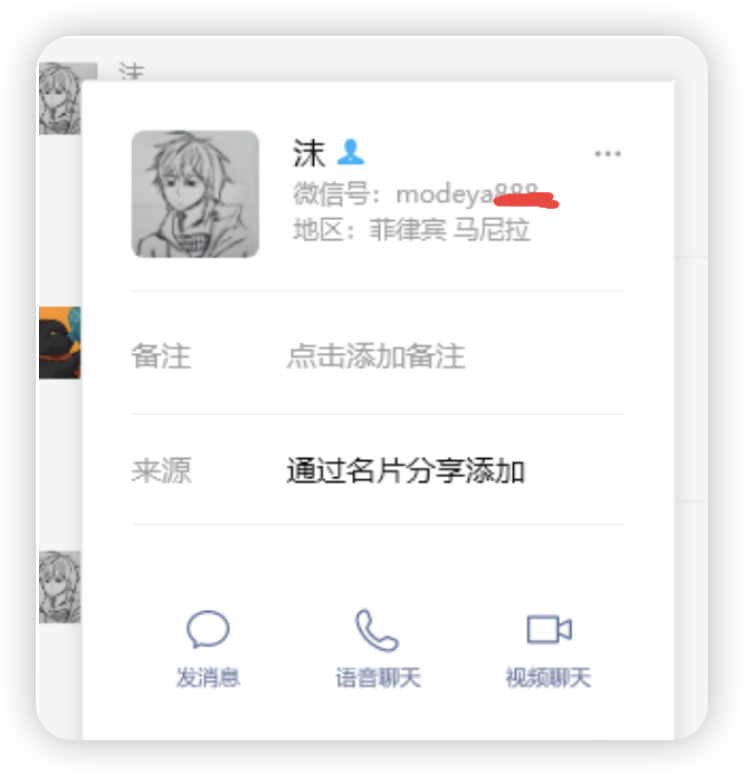 沫
沫
微信号：modeya
地区：菲律宾 马尼拉
备注 点击添加备注
来源 通过名片分享添加
发消息 语音聊天 视频聊天